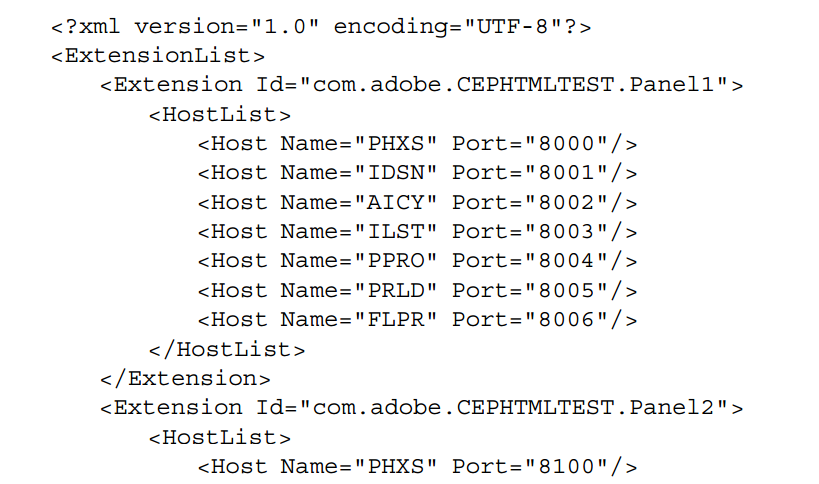 <?xml version="1.0" encoding="UTF-8"?>
<ExtensionList>
<Extension Id="com.adobe.CEPHTMLTEST.Panel1">
<HostList>
<Host Name="PHXS" Port="8000"/>
<Host Name="IDSN" Port="8001"/>
<Host Name="AICY" Port="8002"/>
<Host Name="ILST" Port="8003"/>
<Host Name="PPRO" Port="8004"/>
<Host Name="PRLD" Port="8005"/>
<Host Name="FLPR" Port="8006"/>
</HostList>
</Extension>
<Extension Id="com.adobe.CEPHTMLTEST.Panel2">
<HostList>
<Host Name="PHXS" Port="8100"/>